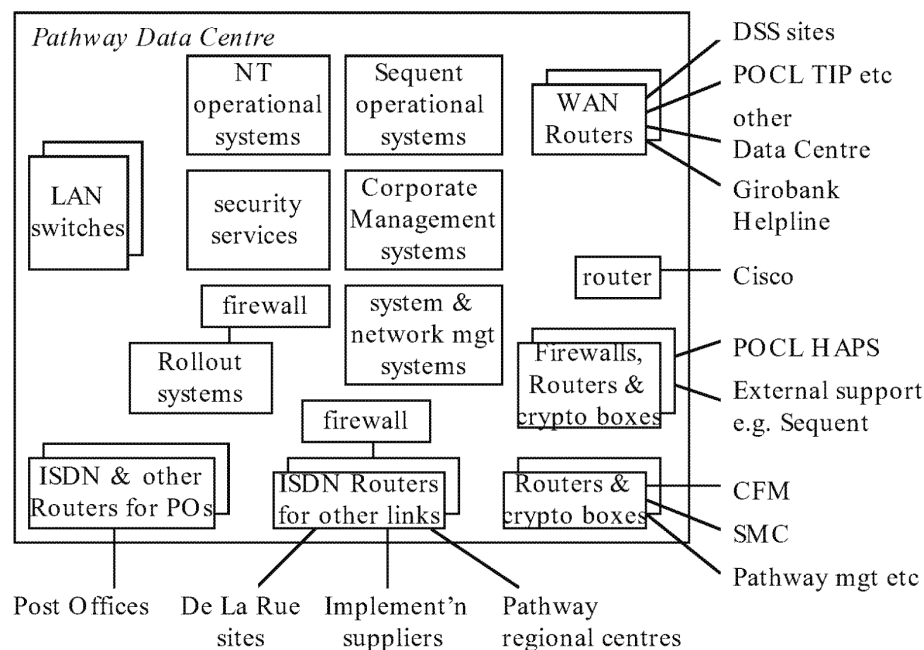 Pathway Data Centre
NT
operational
systems
Sequent
operational
systems
WAN
Routers
DSS sites
POCL TIP etc
other
Data Centre
Girobank
Helpline
LAN
switches
security
services
Corporate
Management
systems
router
Cisco
firewall
Rollout
systems
system &
network mgt
systems
Firewalls,
Routers &
crypto boxes
POCL HAPS
External support
e.g. Sequent
firewall
ISDN & other
Routers for POs
ISDN Routers
for other links
Routers &
crypto boxes
CFM
SMC
Pathway mgt etc
Post Offices
De La Rue
sites
Implement'n
suppliers
Pathway
regional centres